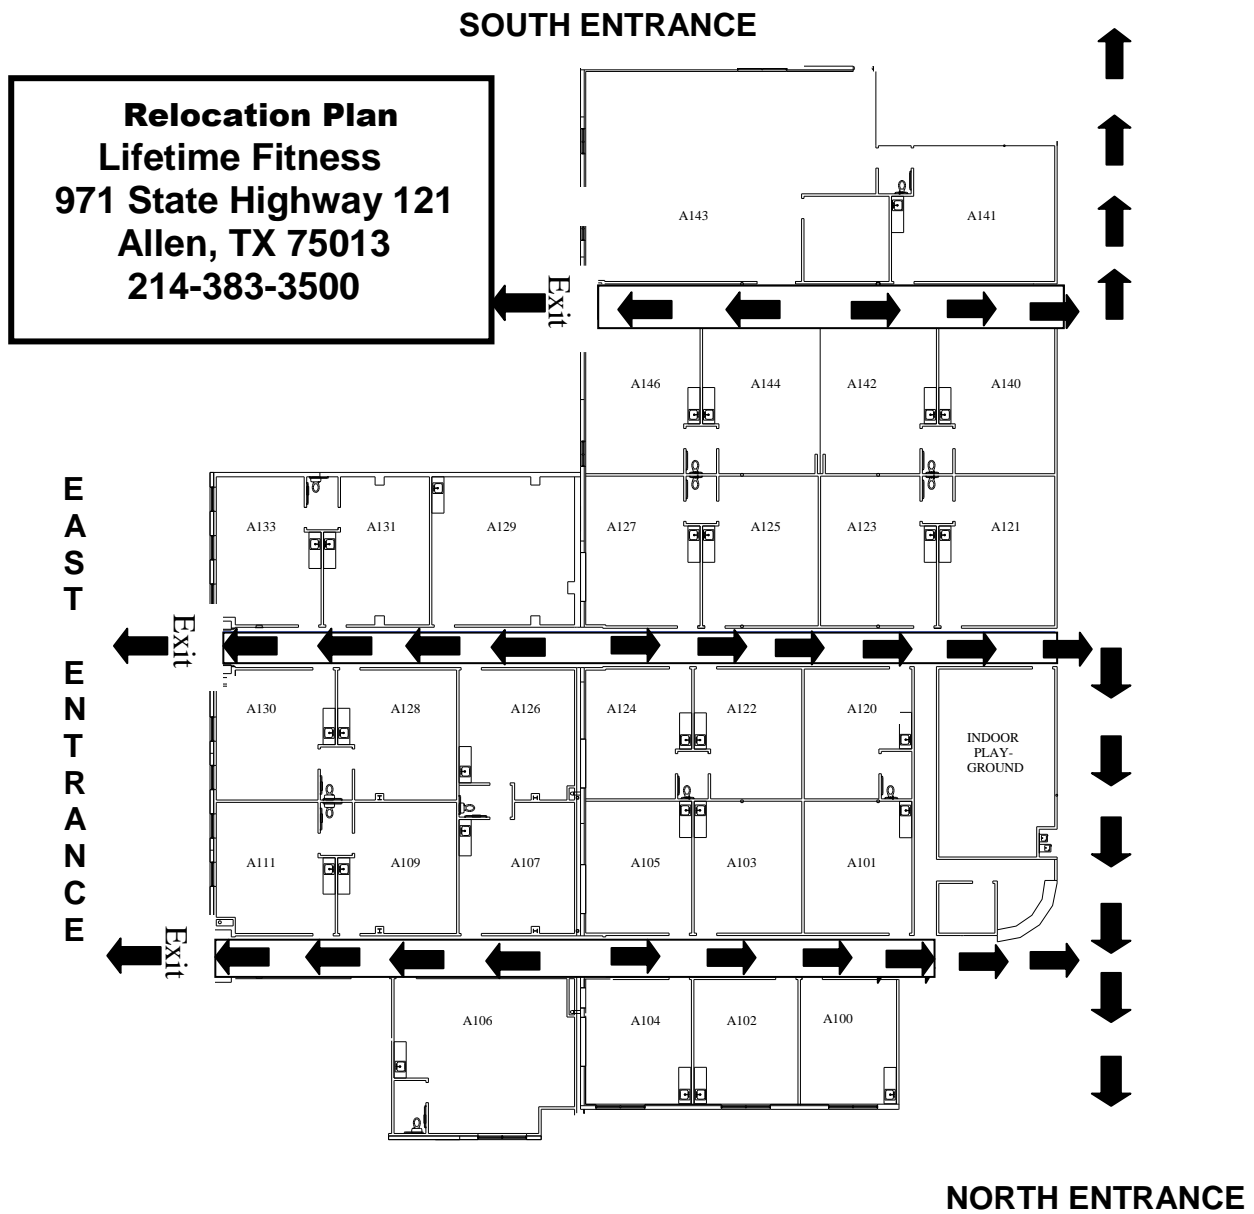 SOUTH ENTRANCE
Relocation Plan
Lifetime Fitness
971 State Highway 121
Allen, TX 75013
214-383-3500
A143
A141
Exit
A146
A144
A142
A140
EAST ENTRANCE
A133
A131
A129
A127
A125
A123
A121
Exit
A130
A128
A126
A124
A122
A120
INDOOR
PLAY-
GROUND
A111
A109
A107
A105
A103
A101
Exit
A106
A104
A102
A100
NORTH ENTRANCE